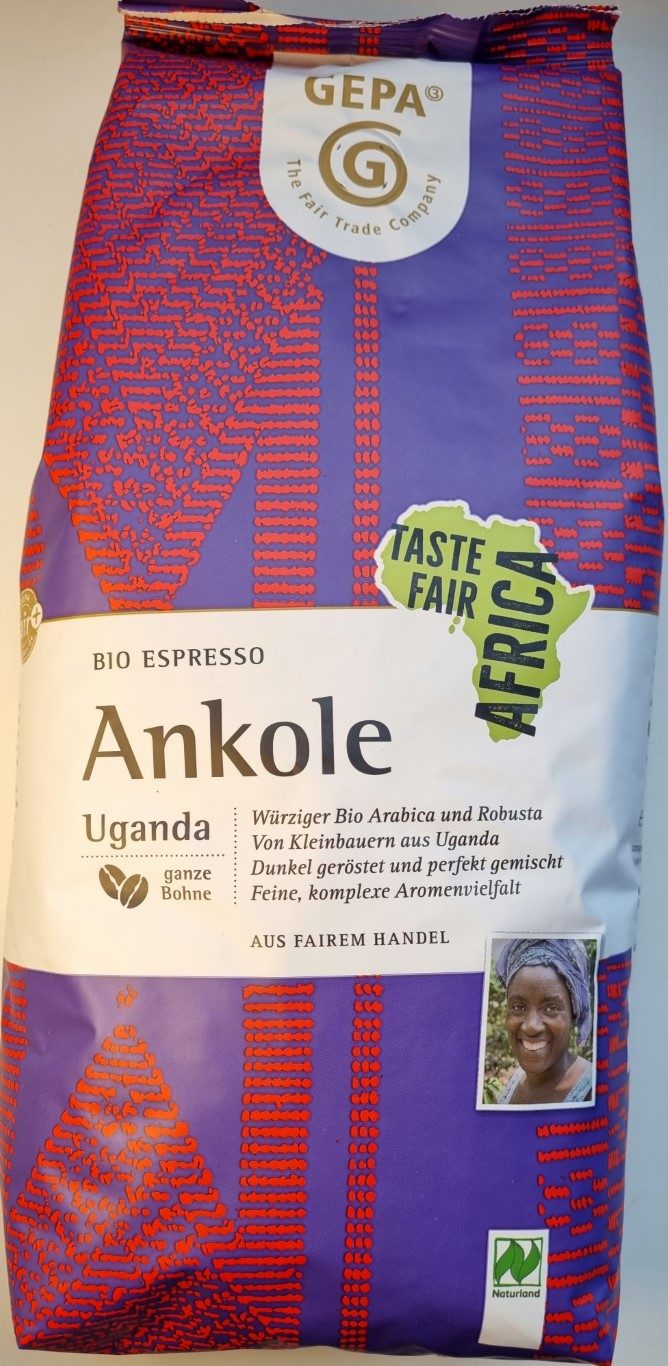 GEPA
The Fair Trade Company
TASTE
FAIR
AFRICA
BIO ESPRESSO
Ankole
Uganda
ganze
Bohne
Würziger Bio Arabica und Robusta
Von Kleinbauern aus Uganda
Dunkel geröstet und perfekt gemischt
Feine, komplexe Aromenvielfalt
AUS FAIREM HANDEL
Naturland